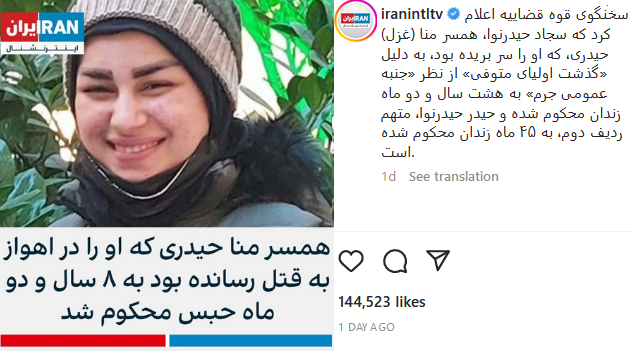 IRAN ایران
اینترنشنال
همسر منا حیدری که او را در اهواز
به قتل رسانده بود به ۸ سال و دو
ماه حبس محکوم شد
iranintltv سخنگوی قوه قضاییه اعلام
کرد که سجاد حیدرنوا، همسر منا (غزل)
حیدری، که او را سر بریده بود، به دلیل
«گذشت اولیای متوفی» از نظر «جنبه
عمومی جرم» به هشت سال و دو ماه
زندان محکوم شده و حیدر حیدرنوا، متهم
ردیف دوم، به ۴۵ ماه زندان محکوم شده
است.
1d See translation
144,523 likes
1 DAY AGO